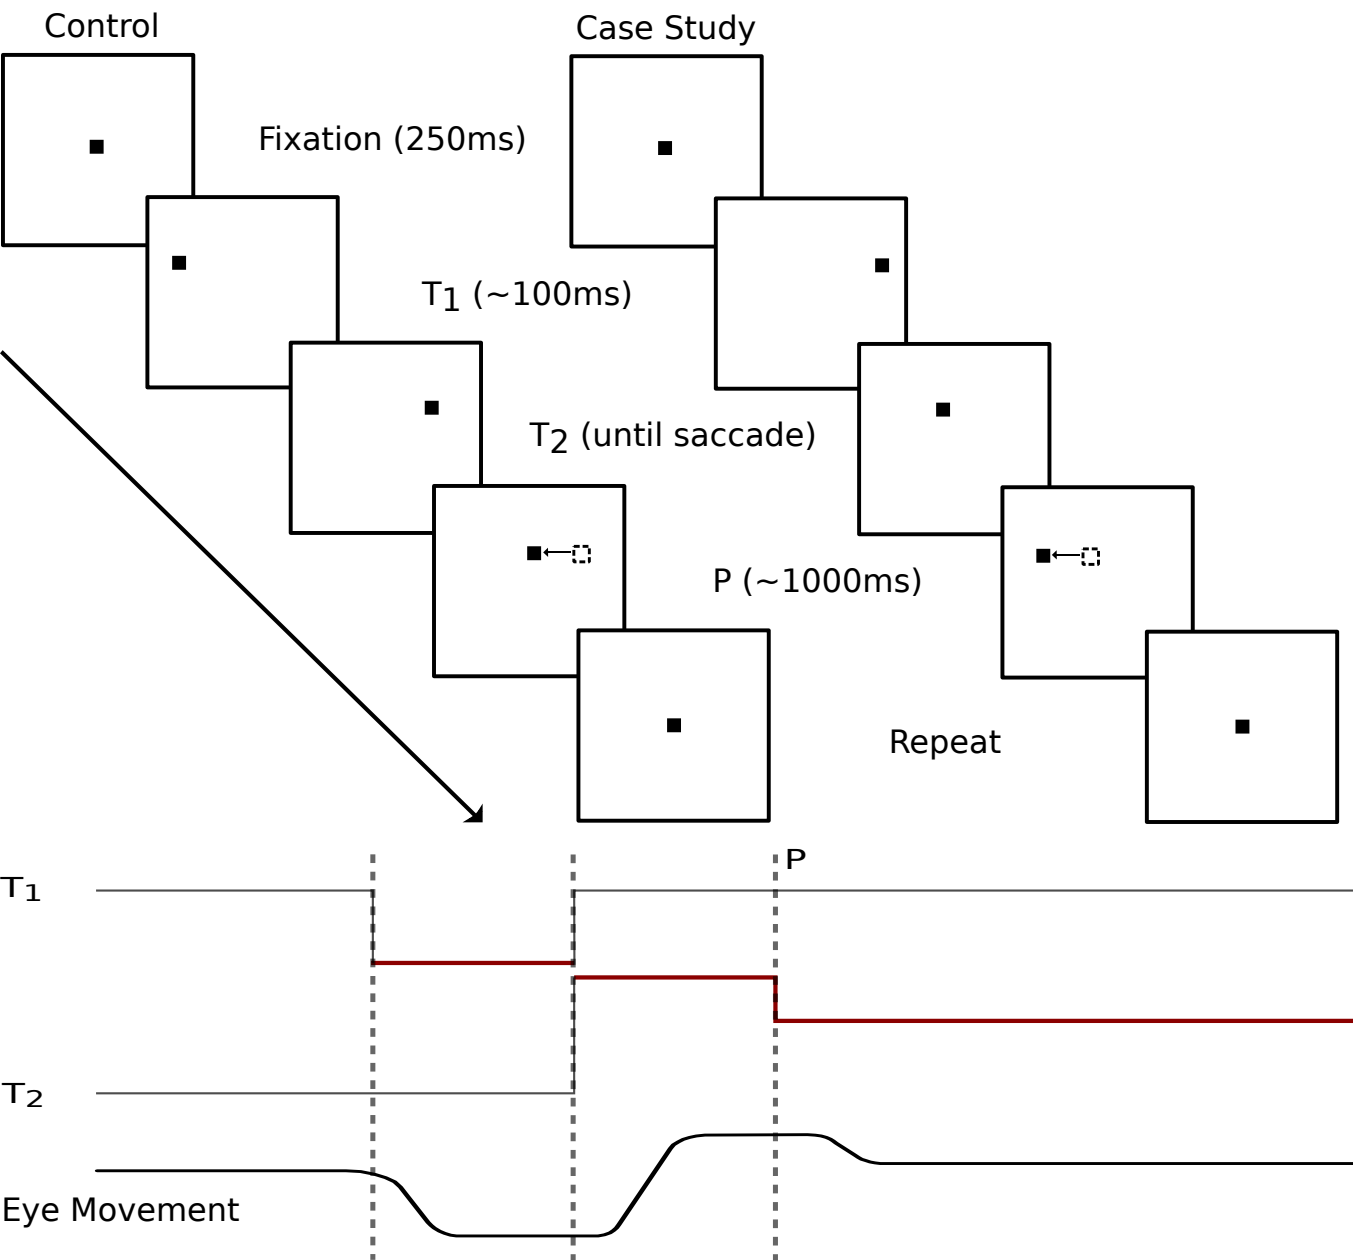 Control
Case Study
Fixation (250ms)
T1 (~100ms)
T2 (until saccade)
P (~1000ms)
Repeat
P
T1
T2
Eye Movement